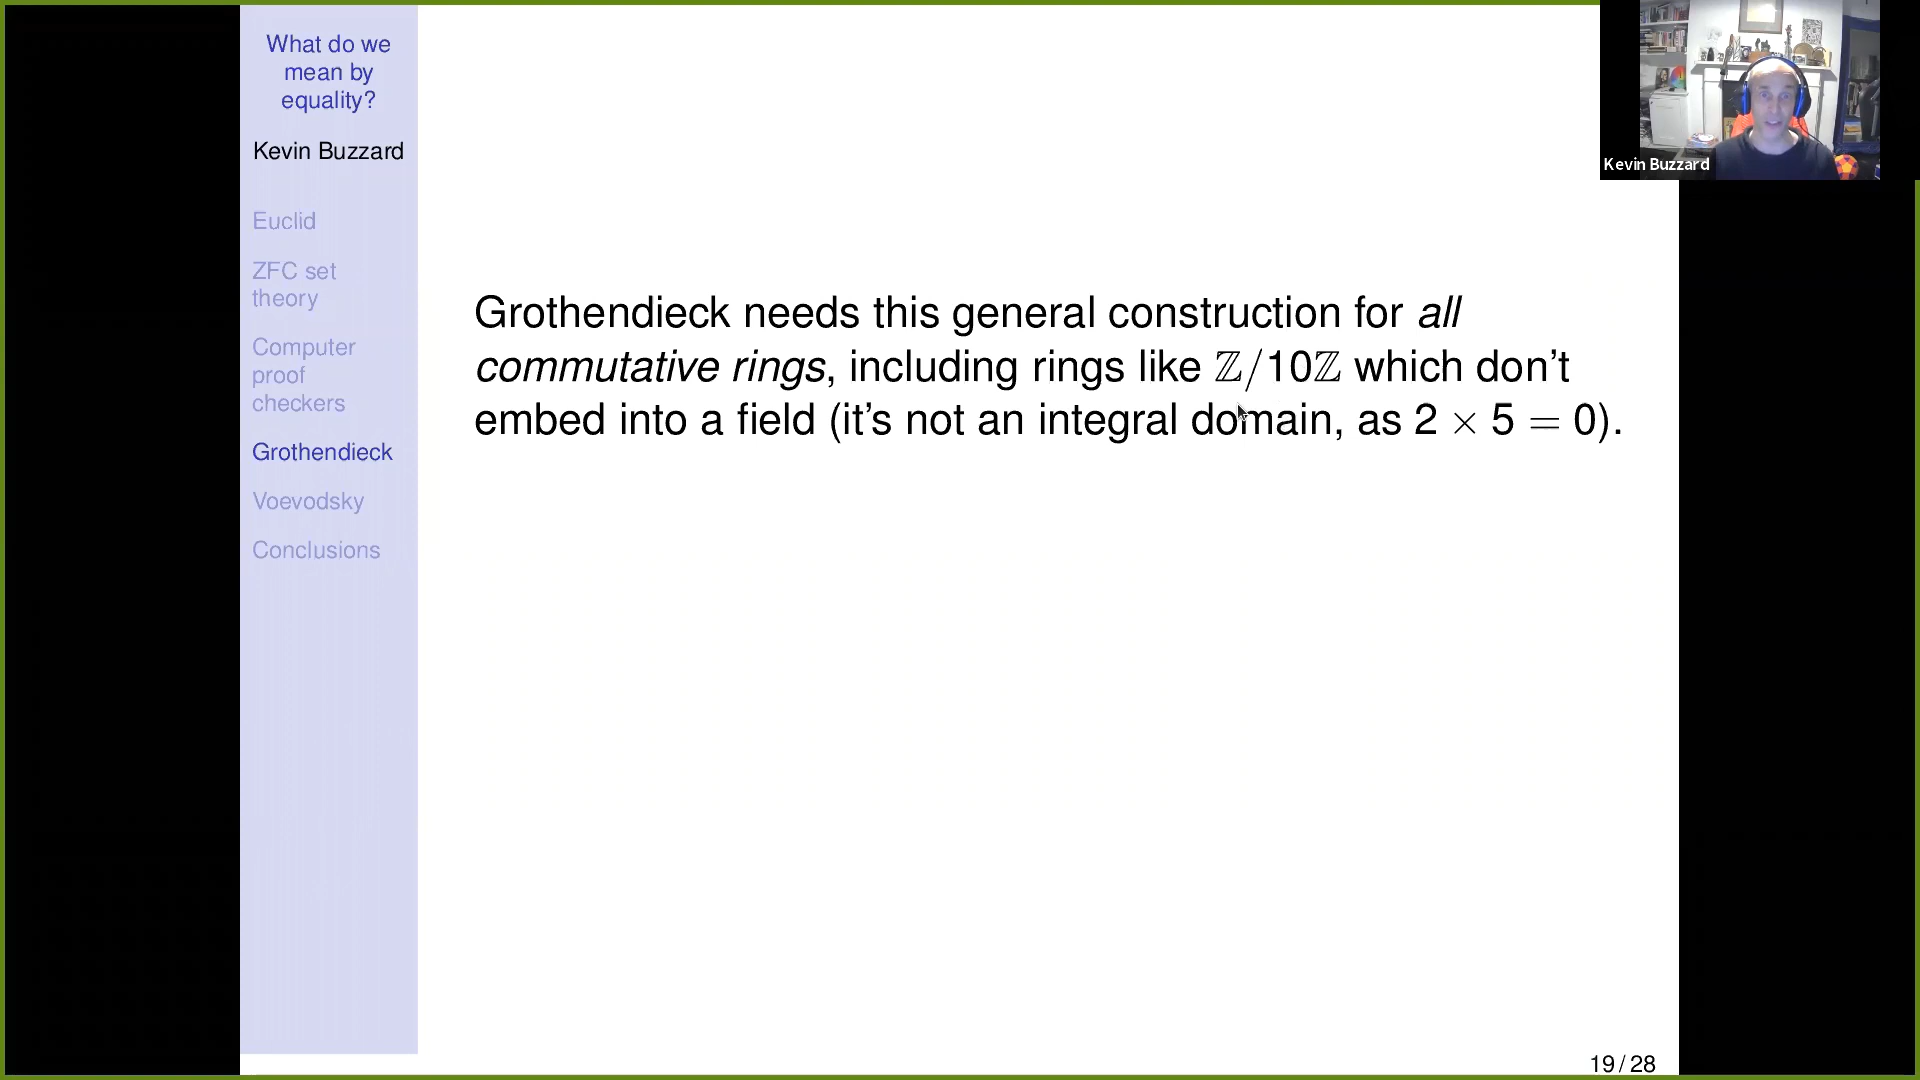 What do we
mean by
equality?
Kevin Buzzard
Euclid
ZFC set
theory
Computer
proof
checkers
Grothendieck
Voevodsky
Conclusions
Grothendieck needs this general construction for all
commutative rings, including rings like ℤ/10ℤ which don't
embed into a field (it's not an integral domain, as 2 × 5 = 0).
19 / 28
Kevin Buzzard